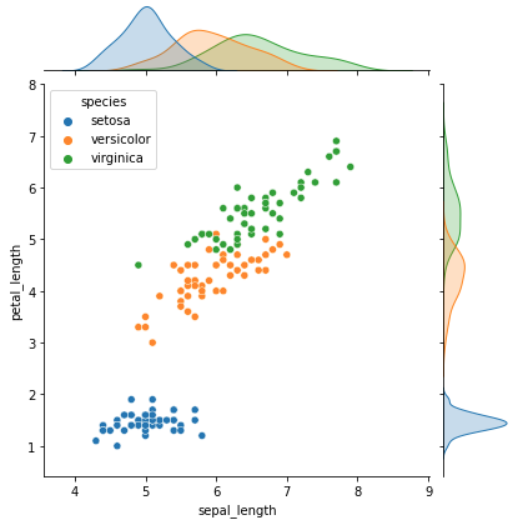 species
setosa
versicolor
virginica
8
7
6
5
4
3
2
1
petal_length
4 5 6 7 8 9
sepal_length